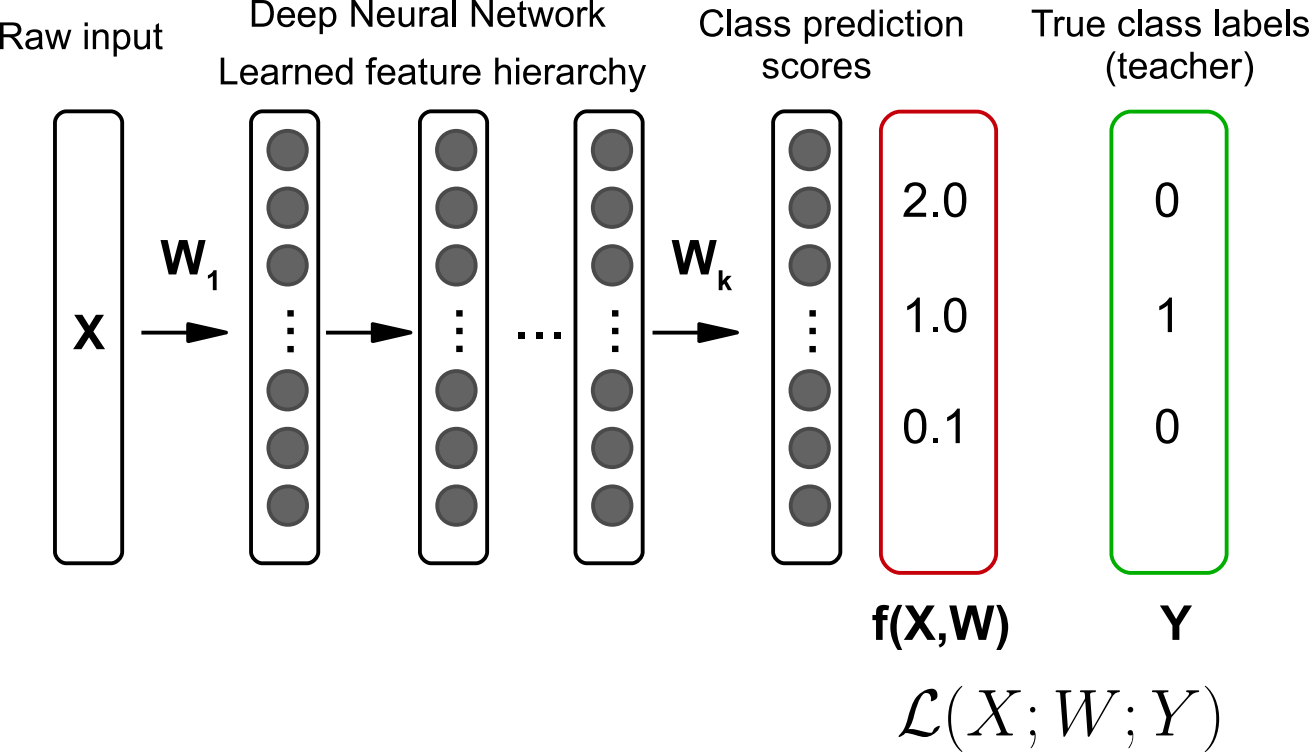 Raw input
Deep Neural Network
Learned feature hierarchy
Class prediction
scores
True class labels
(teacher)
X
W₁
...
Wₖ
2.0
1.0
0.1
0
1
0
f(X,W)
Y
ℒ(X; W; Y)